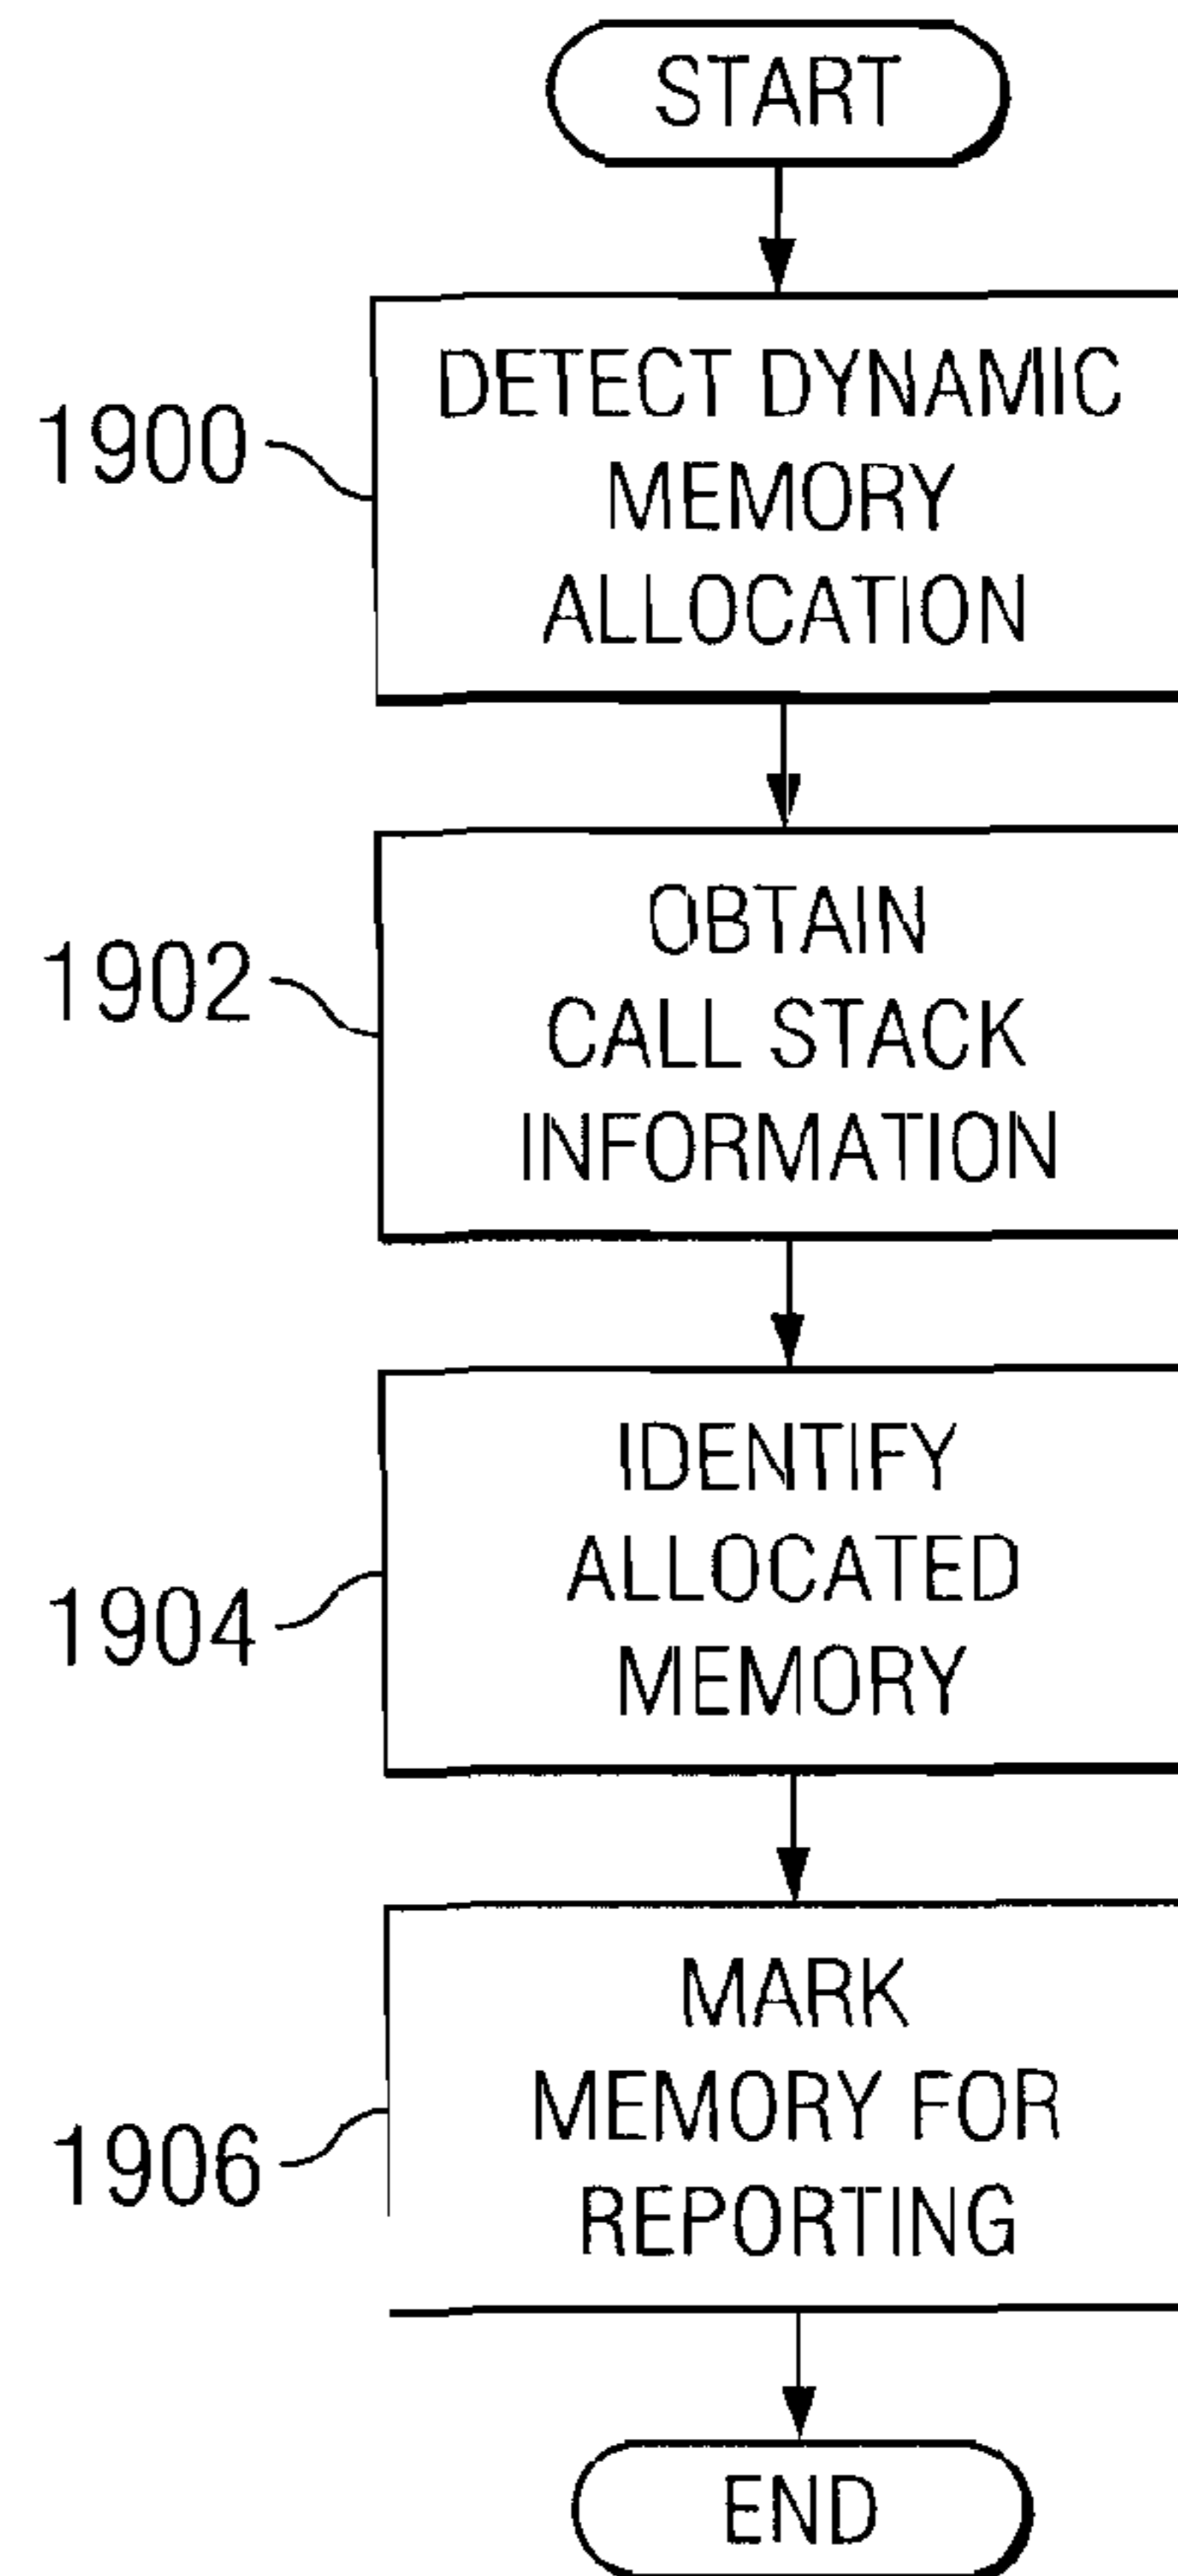 START
1900
DETECT DYNAMIC
MEMORY
ALLOCATION
1902
OBTAIN
CALL STACK
INFORMATION
1904
IDENTIFY
ALLOCATED
MEMORY
1906
MARK
MEMORY FOR
REPORTING
END